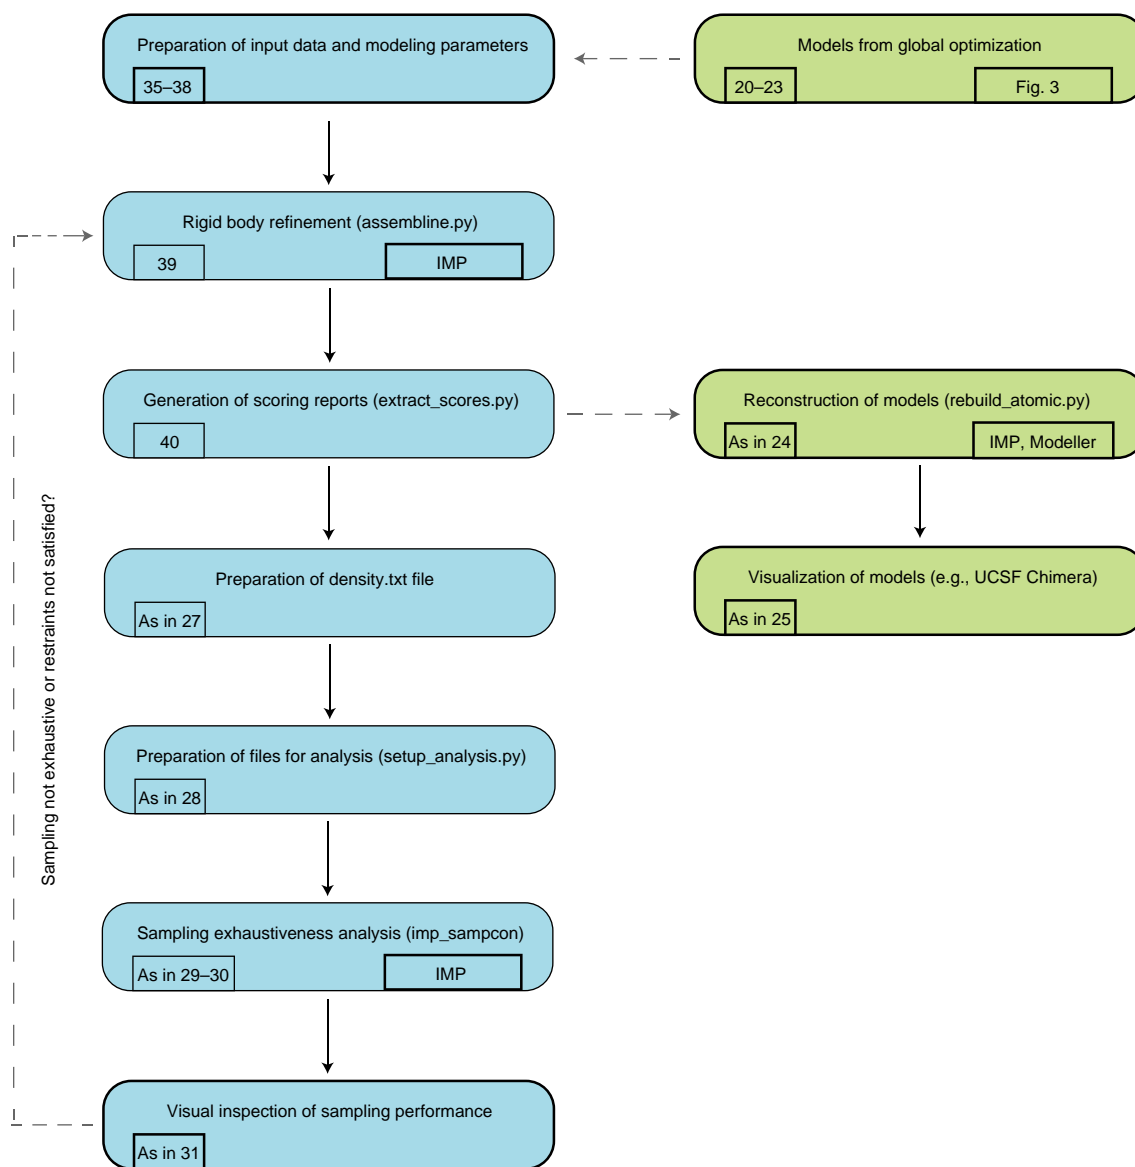 Preparation of input data and modeling parameters
35–38
Models from global optimization
20–23
Fig. 3
Rigid body refinement (assembline.py)
39
IMP
Generation of scoring reports (extract_scores.py)
40
Reconstruction of models (rebuild_atomic.py)
As in 24
IMP, Modeller
Sampling not exhaustive or restraints not satisfied?
Preparation of density.txt file
As in 27
Visualization of models (e.g., UCSF Chimera)
As in 25
Preparation of files for analysis (setup_analysis.py)
As in 28
Sampling exhaustiveness analysis (imp_sampcon)
As in 29–30
IMP
Visual inspection of sampling performance
As in 31